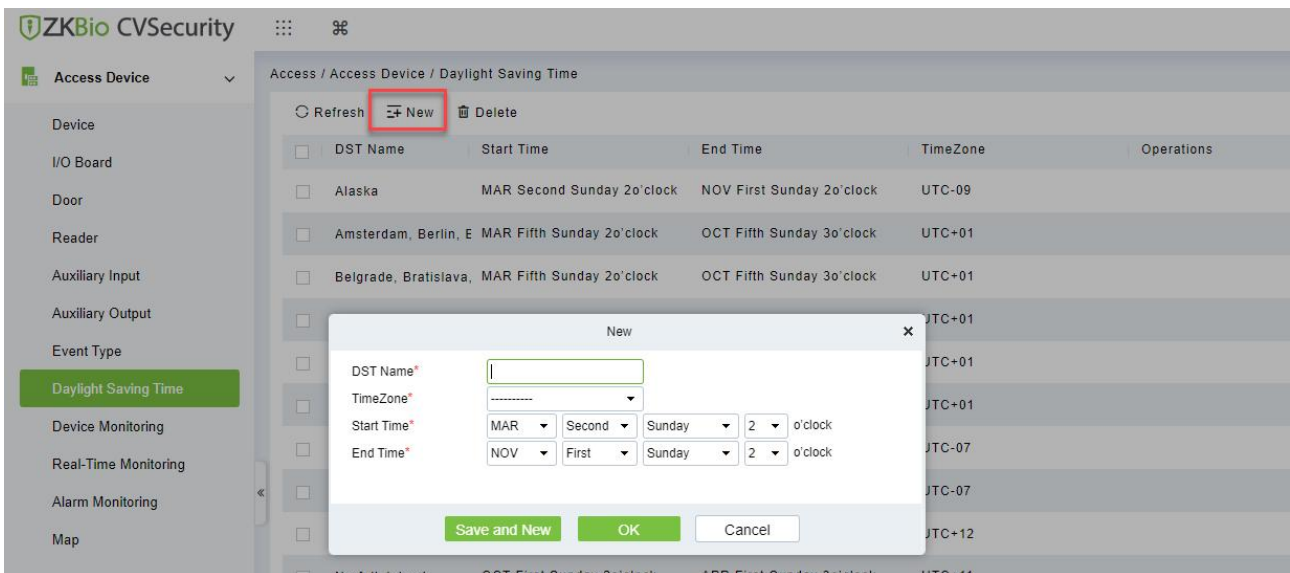 ZKBio CVSecurity
Access Device
Access / Access Device / Daylight Saving Time
Refresh New Delete
Device
I/O Board
Door
Reader
Auxiliary Input
Auxiliary Output
Event Type
Daylight Saving Time
Device Monitoring
Real-Time Monitoring
Alarm Monitoring
Map
DST Name Start Time End Time TimeZone Operations
Alaska MAR Second Sunday 2o'clock NOV First Sunday 2o'clock UTC-09
Amsterdam, Berlin, MAR Fifth Sunday 2o'clock OCT Fifth Sunday 3o'clock UTC+01
Belgrade, Bratislava, MAR Fifth Sunday 2o'clock OCT Fifth Sunday 3o'clock UTC+01
UTC+01
UTC+01
UTC+01
UTC-07
UTC-07
UTC+12
New ×
DST Name*
TimeZone* ----------
Start Time* MAR Second Sunday 2 o'clock
End Time* NOV First Sunday 2 o'clock
Save and New OK Cancel